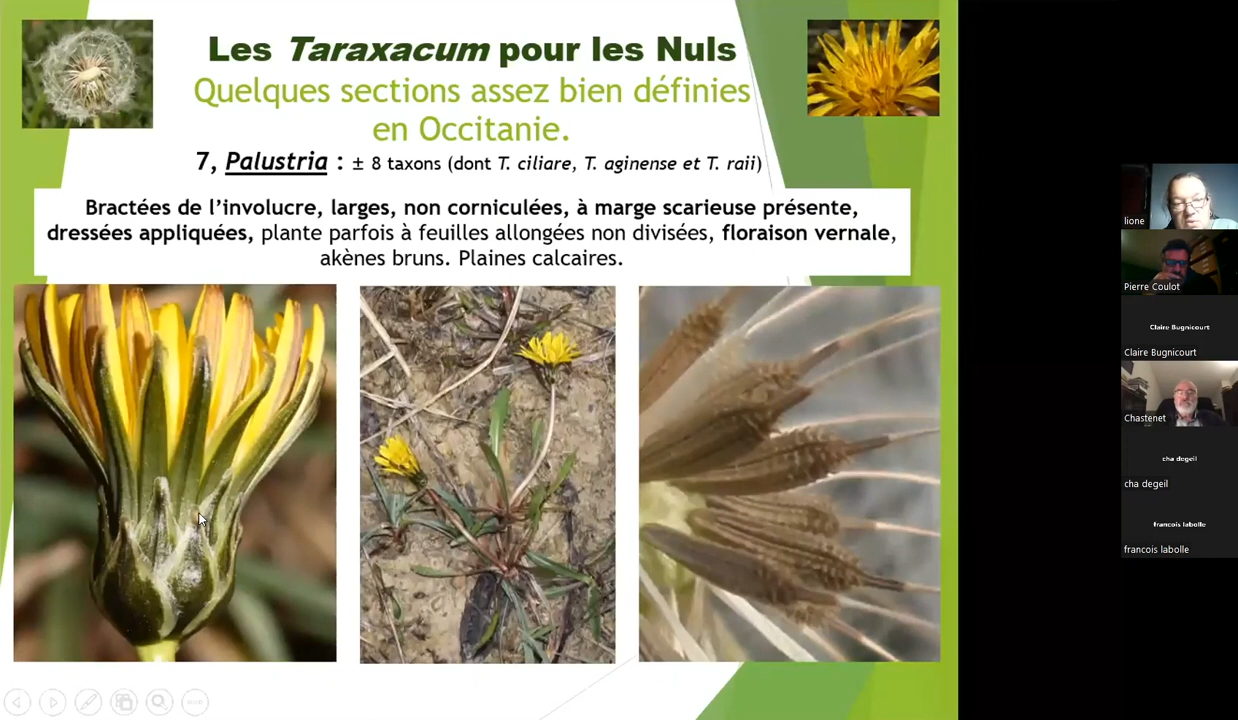 Les Taraxacum pour les Nuls
Quelques sections assez bien définies
en Occitanie.
7, Palustria : ± 8 taxons (dont T. ciliare, T. aginense et T. raii)
Bractées de l’involucre, larges, non corniculées, à marge scarieuse présente,
dressées appliquées, plante parfois à feuilles allongées non divisées, floraison vernale,
akènes bruns. Plaines calcaires.
lione
Pierre Coulot
Claire Bugnicourt
Claire Bugnicourt
Chastenet
cha degeil
cha degeil
francois labolle
francois labolle